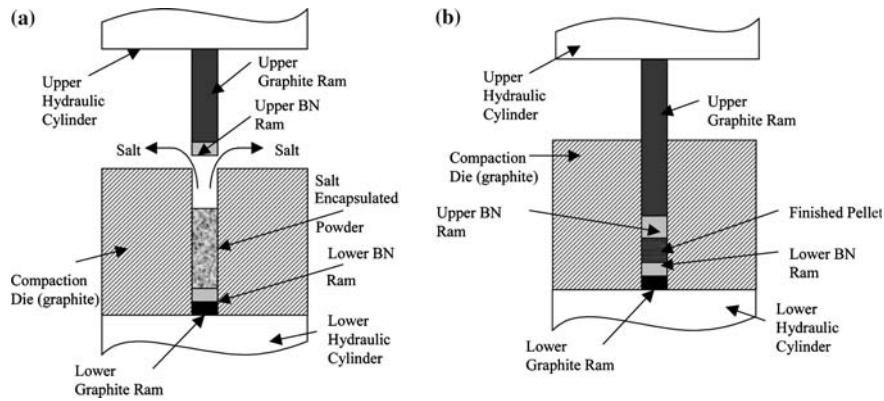 (a)
Upper
Hydraulic
Cylinder
Upper
Graphite Ram
Upper BN
Ram
Salt
Salt
Salt
Encapsulated
Powder
Lower BN
Ram
Compaction
Die (graphite)
Lower
Hydraulic
Cylinder
Lower
Graphite Ram
(b)
Upper
Hydraulic
Cylinder
Upper
Graphite Ram
Compaction
Die (graphite)
Upper BN
Ram
Finished Pellet
Lower BN
Ram
Lower
Hydraulic
Cylinder
Lower
Graphite Ram